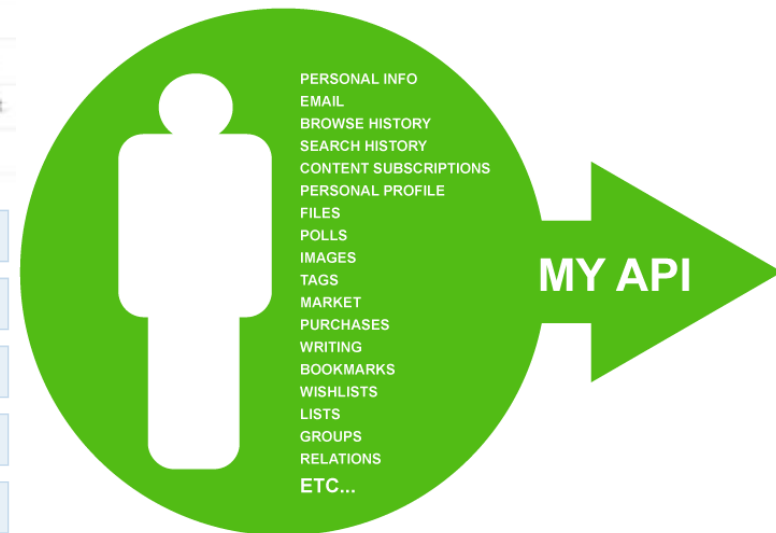 PERSONAL INFO
EMAIL
BROWSE HISTORY
SEARCH HISTORY
CONTENT SUBSCRIPTIONS
PERSONAL PROFILE
FILES
POLLS
IMAGES
TAGS
MARKET
PURCHASES
WRITING
BOOKMARKS
WISHLISTS
LISTS
GROUPS
RELATIONS
ETC...
MY API